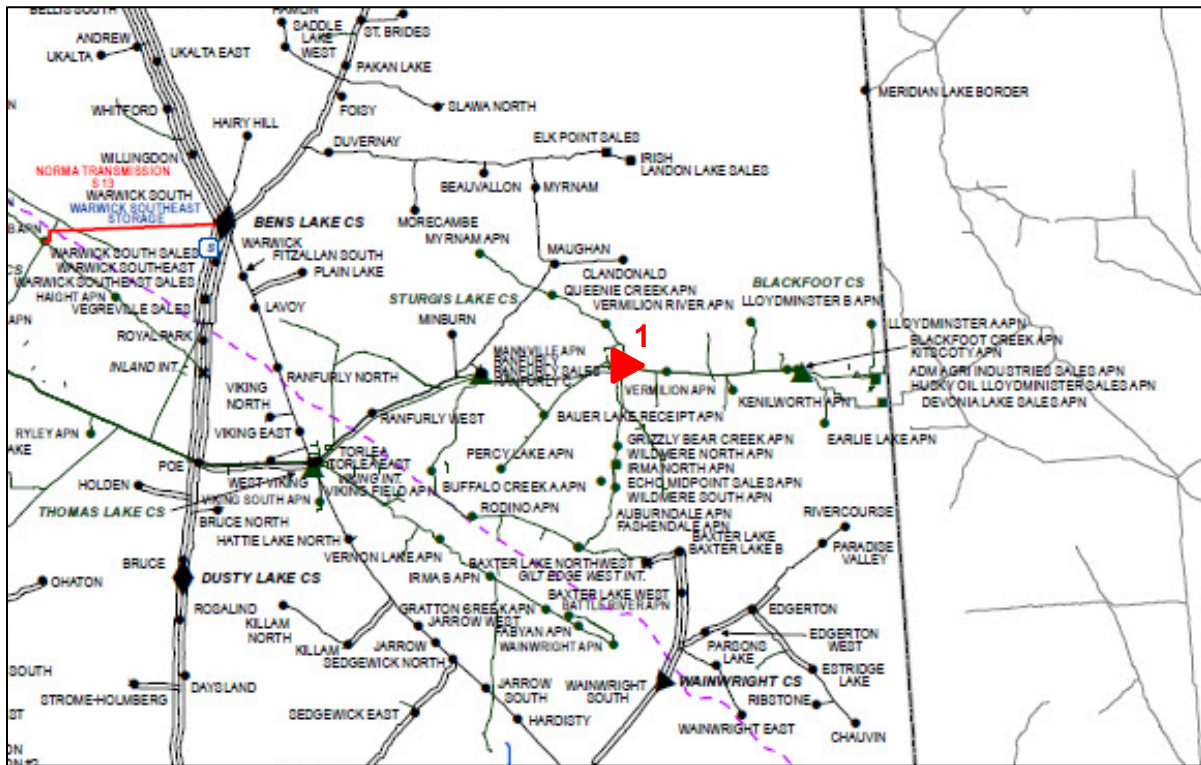 BELLIS SOUTH
HAMLIN
SADDLE
LAKE
WEST
ST. BRIDES
ANDREW
UKALTA
UKALTA EAST
PAKAN LAKE
MERIDIAN LAKE BORDER
WHITFORD
FOISY
SLAWA NORTH
HAIRY HILL
DUVERNAY
ELK POINT SALES
WILLINGDON
IRISH
LANDON LAKE SALES
BEAUVALLON
MYRNAM
NORMA TRANSMISSION
S 13
WARWICK SOUTH
WARWICK SOUTHEAST
STORAGE
BENS LAKE CS
MORECAMBE
MYRNAM APN
B APN
S
WARWICK
FITZALLAN SOUTH
MAUGHAN
CLANDONALD
WARWICK SOUTH SALES
WARWICK SOUTHEAST
WARWICK SOUTHEAST SALES
PLAIN LAKE
CS
HAIGHT APN
VEGREVILLE SALES
STURGIS LAKE CS
QUEENIE CREEK APN
VERMILION RIVER APN
BLACKFOOT CS
LLOYDMINSTER B APN
APN
LAVOY
MINBURN
ROYAL PARK
1
LLOYDMINSTER A APN
BLACKFOOT CREEK APN
KITSCOTY APN
INLAND INT.
MANNVILLE APN
RANFURLY
RANFURLY SALES
RANFURLY C
RANFURLY NORTH
VERMILION APN
KENILWORTH APN
ADM AGRI INDUSTRIES SALES APN
HUSKY OIL LLOYDMINSTER SALES APN
DEVONIA LAKE SALES APN
VIKING
NORTH
RANFURLY WEST
BAUER LAKE RECEIPT APN
VIKING EAST
EARLIE LAKE APN
RYLEY APN
LAKE
POE
TORLEA
TORLEA EAST
VIKING INT.
VIKING FIELD APN
WEST VIKING
VIKING SOUTH APN
PERCY LAKE APN
GRIZZLY BEAR CREEK APN
WILDMERE NORTH APN
IRMA NORTH APN
ECHO MIDPOINT SALES APN
WILDMERE SOUTH APN
HOLDEN
THOMAS LAKE CS
BRUCE NORTH
BUFFALO CREEK A APN
RODINO APN
AUBURNDALE APN
FASHENDALE APN
RIVERCOURSE
HATTIE LAKE NORTH
VERNON LAKE APN
BAXTER LAKE
BAXTER LAKE B
PARADISE
VALLEY
BRUCE
DUSTY LAKE CS
BAXTER LAKE NORTHWEST
GILT EDGE WEST INT.
OHATON
IRMA B APN
BAXTER LAKE WEST
BATTLE RIVER APN
ROSALIND
KILLAM
NORTH
GRATTON CREEK APN
JARROW WEST
FABYAN APN
WAINWRIGHT APN
EDGERTON
EDGERTON
WEST
KILLAM
JARROW
SEDGEWICK NORTH
PARSONS
LAKE
ESTRIDGE
LAKE
SOUTH
STROME-HOLMBERG
DAYSLAND
JARROW
SOUTH
WAINWRIGHT
SOUTH
WAINWRIGHT CS
RIBSTONE
SEDGEWICK EAST
HARDISTY
WAINWRIGHT EAST
CHAUVIN